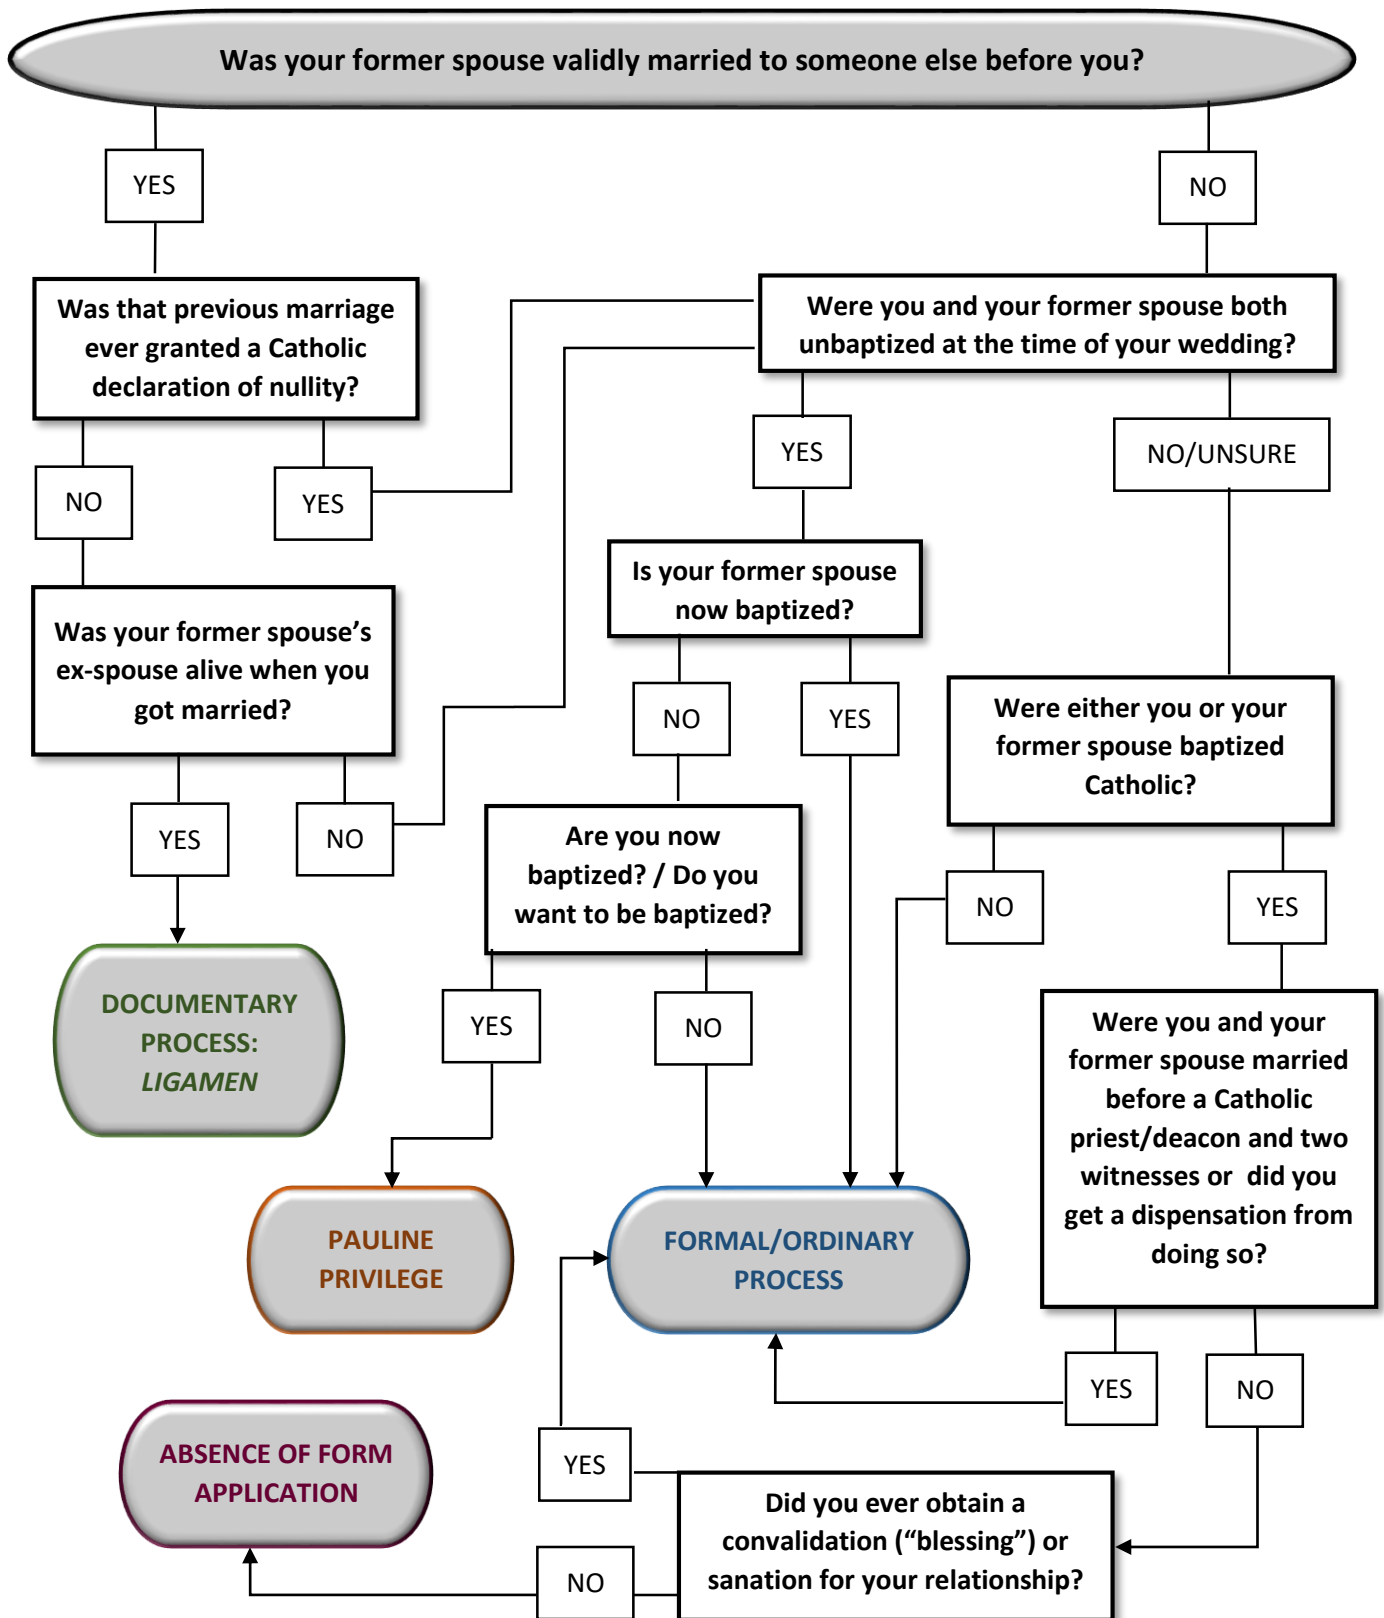 Was your former spouse validly married to someone else before you?
YES
NO
Was that previous marriage
ever granted a Catholic
declaration of nullity?
Were you and your former spouse both
unbaptized at the time of your wedding?
NO
YES
YES
NO/UNSURE
Was your former spouse’s
ex-spouse alive when you
got married?
Is your former spouse
now baptized?
NO
YES
Were either you or your
former spouse baptized
Catholic?
YES
NO
Are you now
baptized? / Do you
want to be baptized?
NO
YES
DOCUMENTARY
PROCESS:
LIGAMEN
YES
NO
Were you and your
former spouse married
before a Catholic
priest/deacon and two
witnesses or  did you
get a dispensation from
doing so?
PAULINE
PRIVILEGE
FORMAL/ORDINARY
PROCESS
YES
NO
ABSENCE OF FORM
APPLICATION
YES
NO
Did you ever obtain a
convalidation (“blessing”) or
sanation for your relationship?